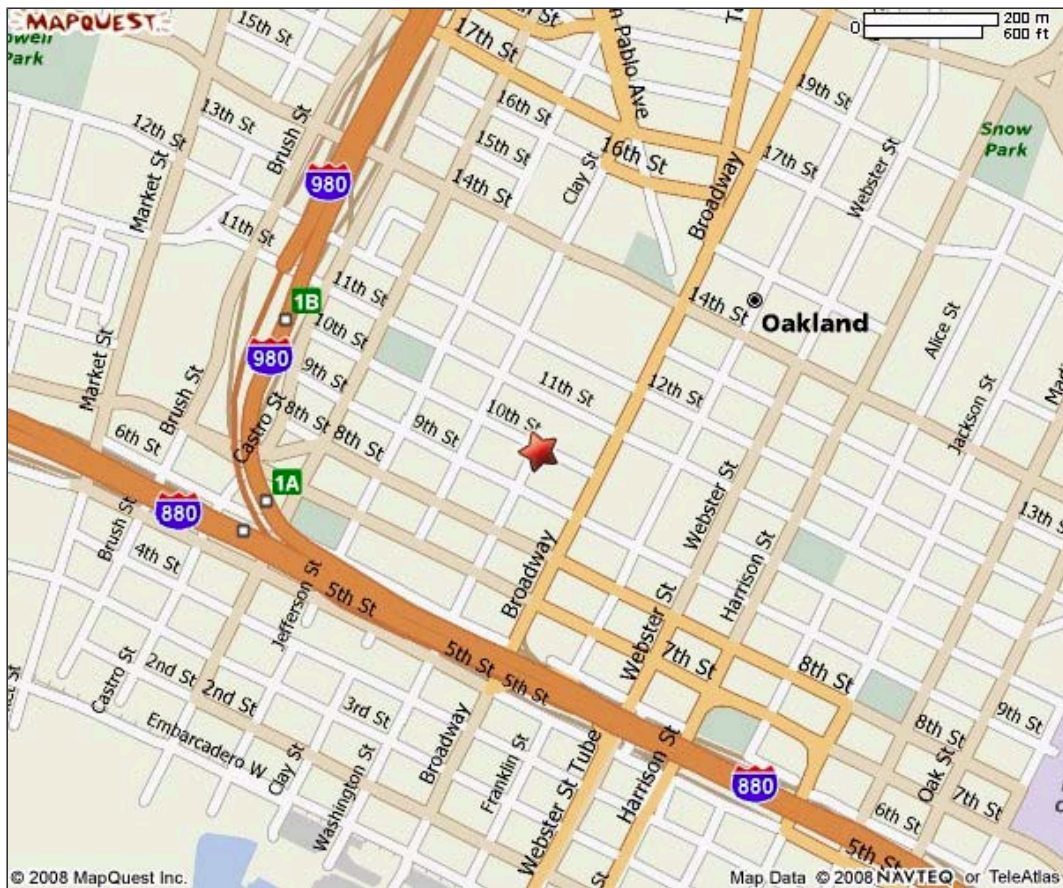 MAPQUEST
15th St
17th St
Pablo Ave
200 m
0
600 ft
Park
13th St
Brush St
16th St
19th St
12th St
15th St
16th St
Snow
Park
Market St
980
Clay St
17th St
Webster St
14th St
Broadway
11th St
11th St
1B
14th St
Oakland
10th St
980
Alice St
Market St
9th St
11th St
12th St
Brush St
Castro St
8th St
8th St
10th St
9th St
Jackson St
6th St
1A
880
Webster St
13th St
Brush St
4th St
Broadway
Harrison St
Jefferson St
5th St
Webster St
5th St
5th St
7th St
8th St
Castro St
2nd St
2nd St
3rd St
9th St
Embarcadero W
Broadway
8th St
Clay St
Washington St
Franklin St
Webster St Tube
Harrison St
880
Oak St
7th St
6th St
5th St
St
© 2008 MapQuest Inc.
Map Data © 2008 NAVTEQ or TeleAtlas